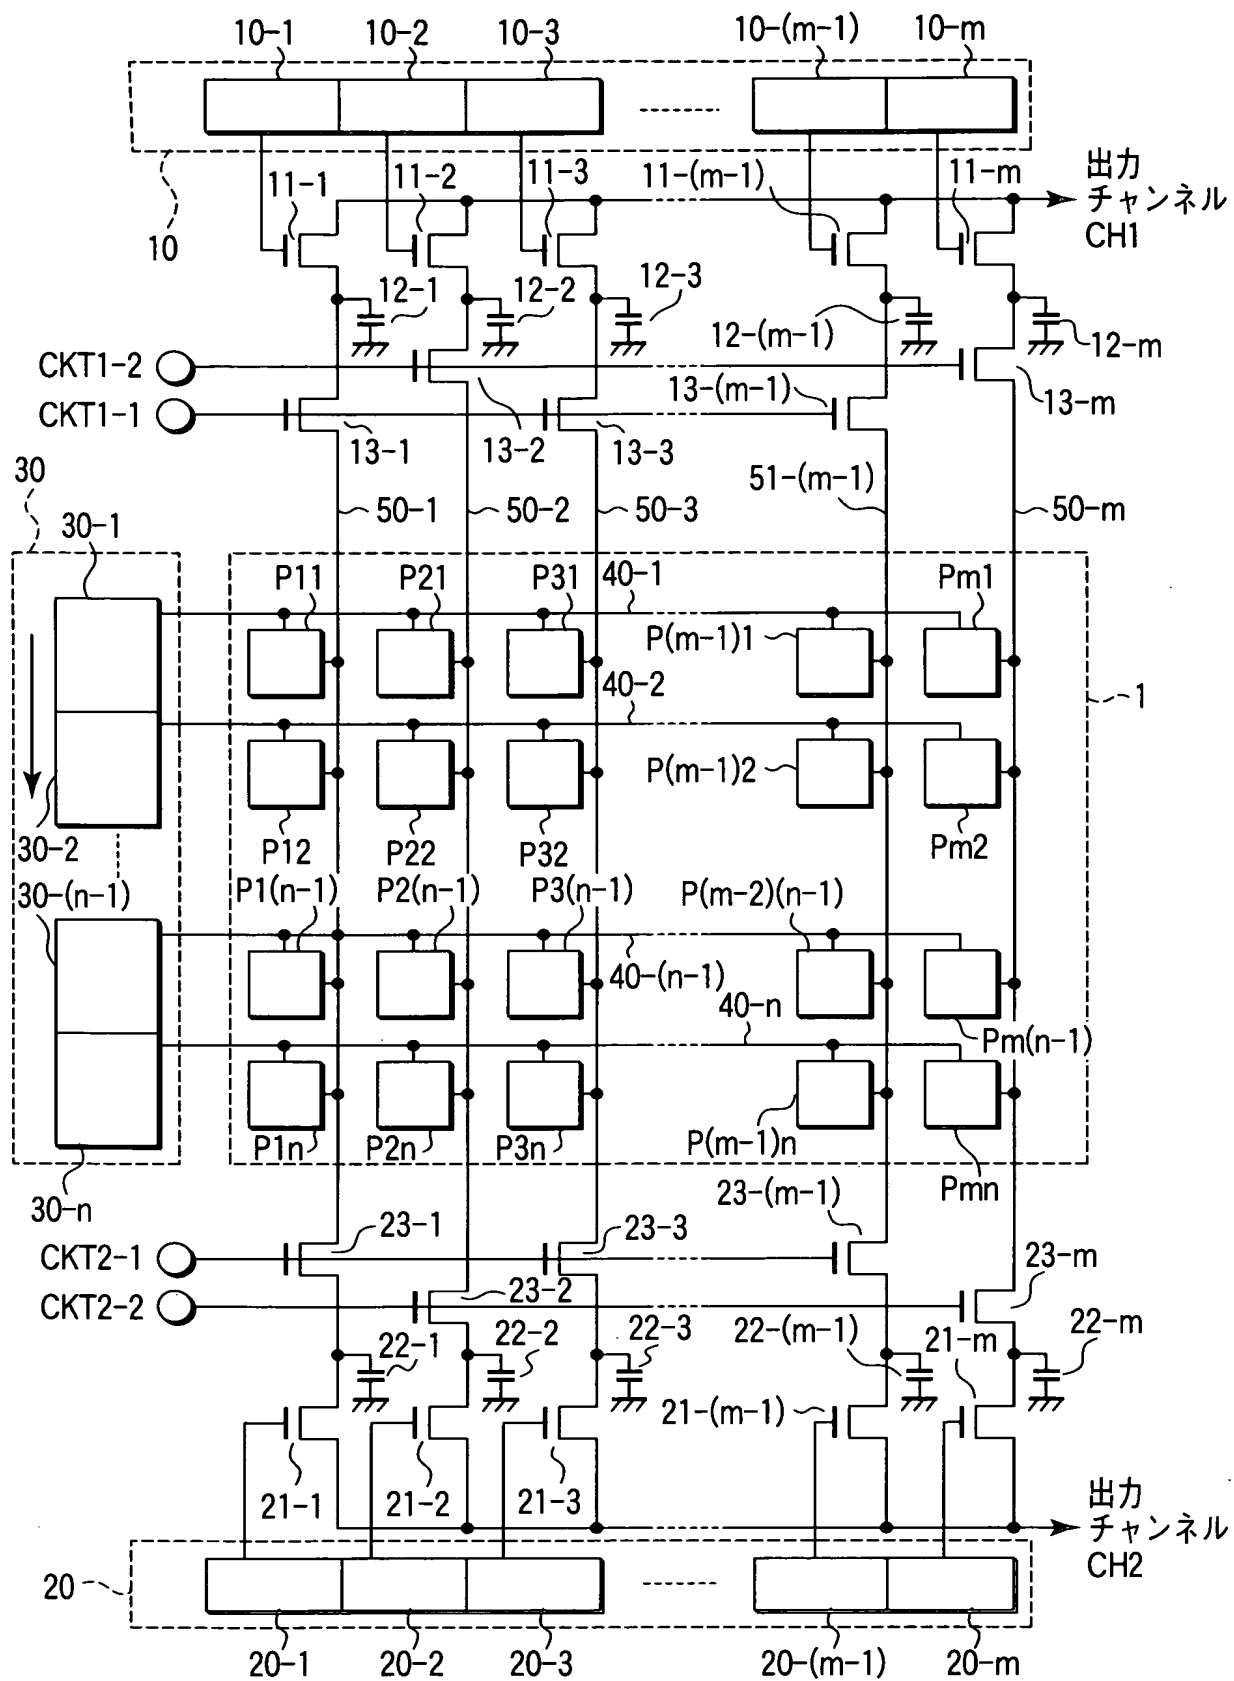 10-1 10-2 10-3 10-(m-1) 10-m
11-1 11-2 11-3 11-(m-1) 11-m
出力
チャンネル
CH1
10
12-1 12-2 12-3 12-(m-1) 12-m
CKT1-2
CKT1-1
13-1 13-2 13-3 13-(m-1) 13-m
30
50-1 50-2 50-3 51-(m-1) 50-m
30-1
P11 P21 P31 40-1 P(m-1)1 Pm1
40-2
1
P(m-1)2
30-2
P12 P22 P32 Pm2
30-(n-1)
P1(n-1) P2(n-1) P3(n-1) P(m-2)(n-1)
40-(n-1)
40-n
Pm(n-1)
P1n P2n P3n P(m-1)n
Pmn
30-n
23-1 23-3 23-(m-1)
CKT2-1
CKT2-2
23-2 23-m
22-1 22-2 22-3 22-(m-1) 21-m 22-m
21-(m-1)
21-1 21-2 21-3
出力
チャンネル
CH2
20
20-1 20-2 20-3 20-(m-1) 20-m